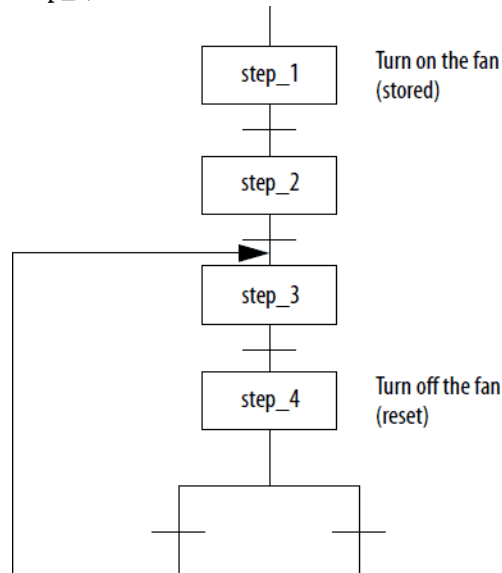 step_1
Turn on the fan
(stored)
step_2
step_3
step_4
Turn off the fan
(reset)